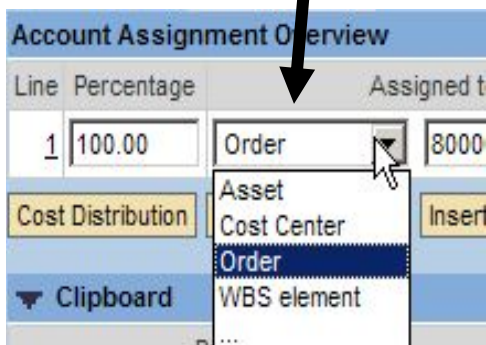 Account Assignment Overview
Line Percentage Assigned
1 100.00 Order
Asset
Cost Center
Cost Distribution
Order
WBS element
...
Clipboard